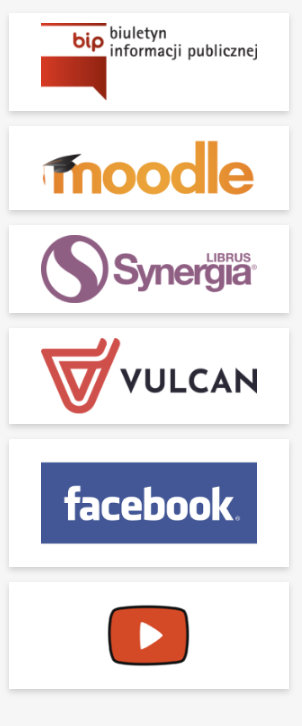 bip biuletyn
informacji publicznej
moodle
LIBRUS
Synergia
VULCAN
facebook